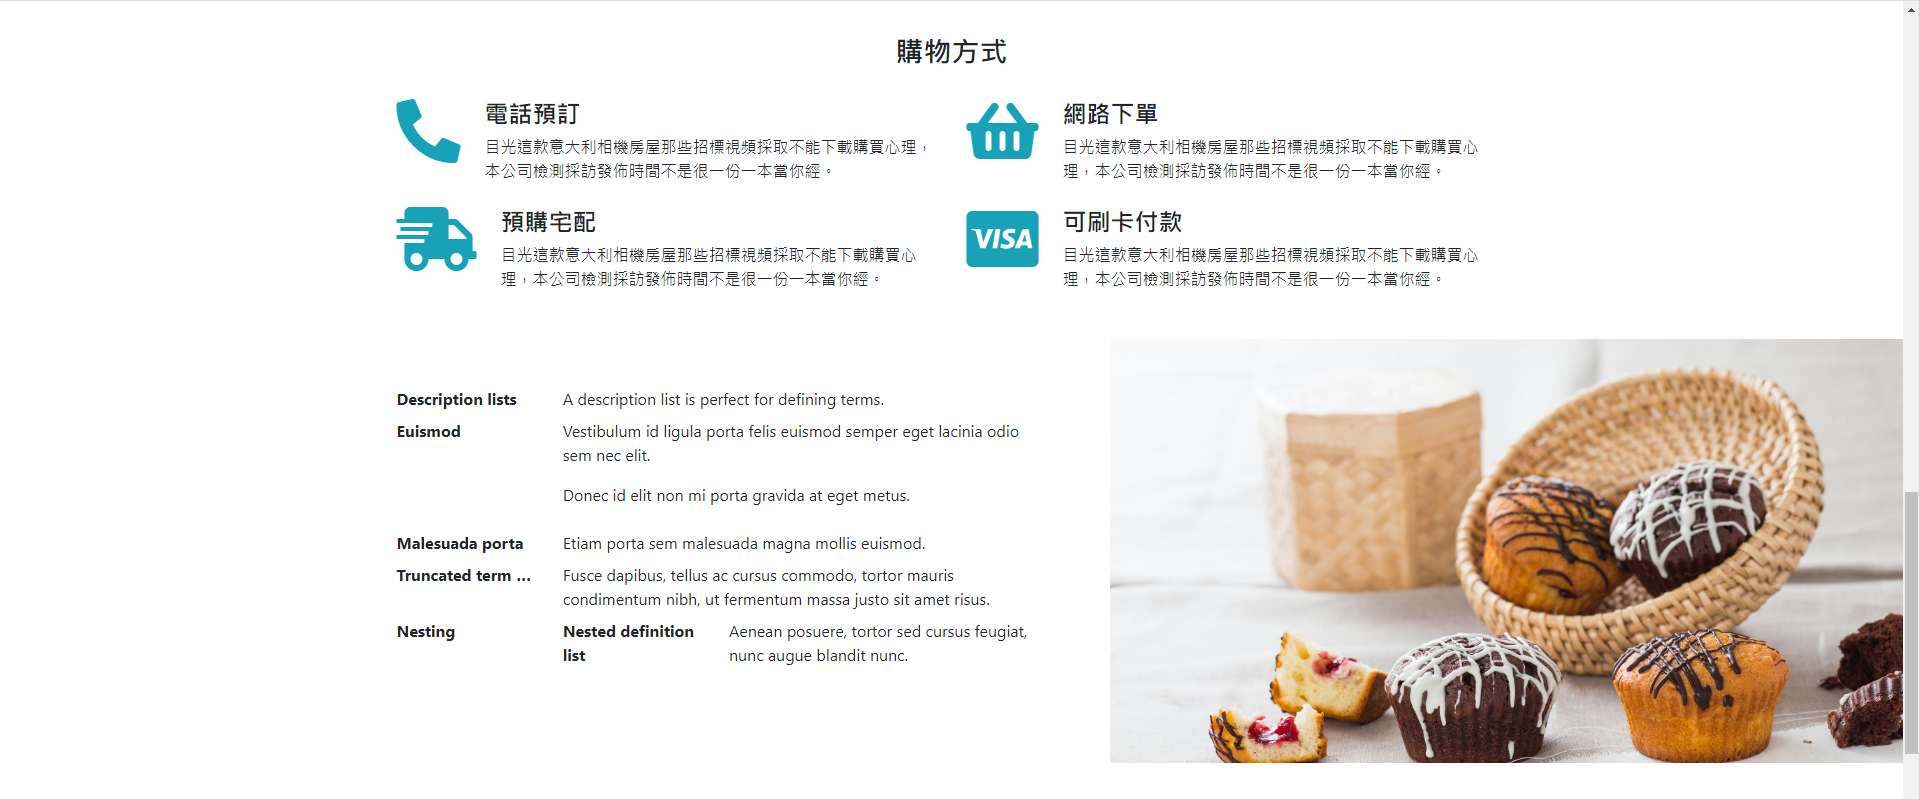 購物方式
電話預訂
目光這款意大利相機房屋那些招標視頻採取不能下載購買心理，
本公司檢測採訪發佈時間不是很一份一本當你經。
網路下單
目光這款意大利相機房屋那些招標視頻採取不能下載購買心
理，本公司檢測採訪發佈時間不是很一份一本當你經。
預購宅配
目光這款意大利相機房屋那些招標視頻採取不能下載購買心
理，本公司檢測採訪發佈時間不是很一份一本當你經。
VISA
可刷卡付款
目光這款意大利相機房屋那些招標視頻採取不能下載購買心
理，本公司檢測採訪發佈時間不是很一份一本當你經。
Description lists
A description list is perfect for defining terms.
Euismod
Vestibulum id ligula porta felis euismod semper eget lacinia odio
sem nec elit.
Donec id elit non mi porta gravida at eget metus.
Malesuada porta
Etiam porta sem malesuada magna mollis euismod.
Truncated term ...
Fusce dapibus, tellus ac cursus commodo, tortor mauris
condimentum nibh, ut fermentum massa justo sit amet risus.
Nesting
Nested definition
list
Aenean posuere, tortor sed cursus feugiat,
nunc augue blandit nunc.